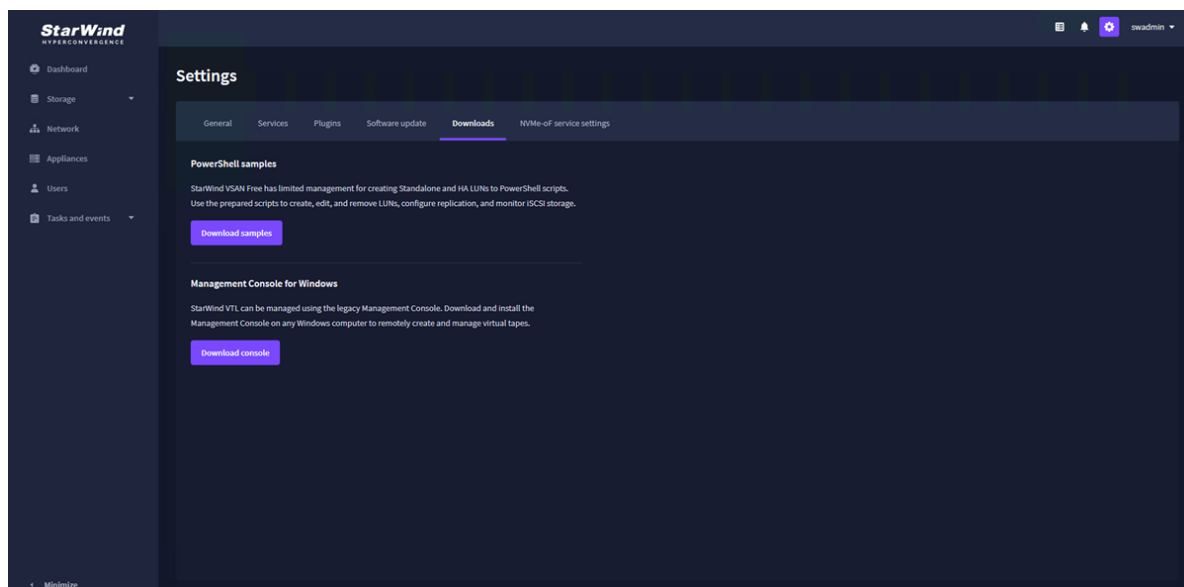 StarWind
HYPERCONVERGENCE
swadmin
Dashboard
Storage
Network
Appliances
Users
Tasks and events
Minimize
Settings
General Services Plugins Software update Downloads NVMe-oF service settings
PowerShell samples
StarWind VSAN Free has limited management for creating Standalone and HA LUNs to PowerShell scripts.
Use the prepared scripts to create, edit, and remove LUNs, configure replication, and monitor iSCSI storage.
Download samples
Management Console for Windows
StarWind VTL can be managed using the legacy Management Console. Download and install the
Management Console on any Windows computer to remotely create and manage virtual tapes.
Download console